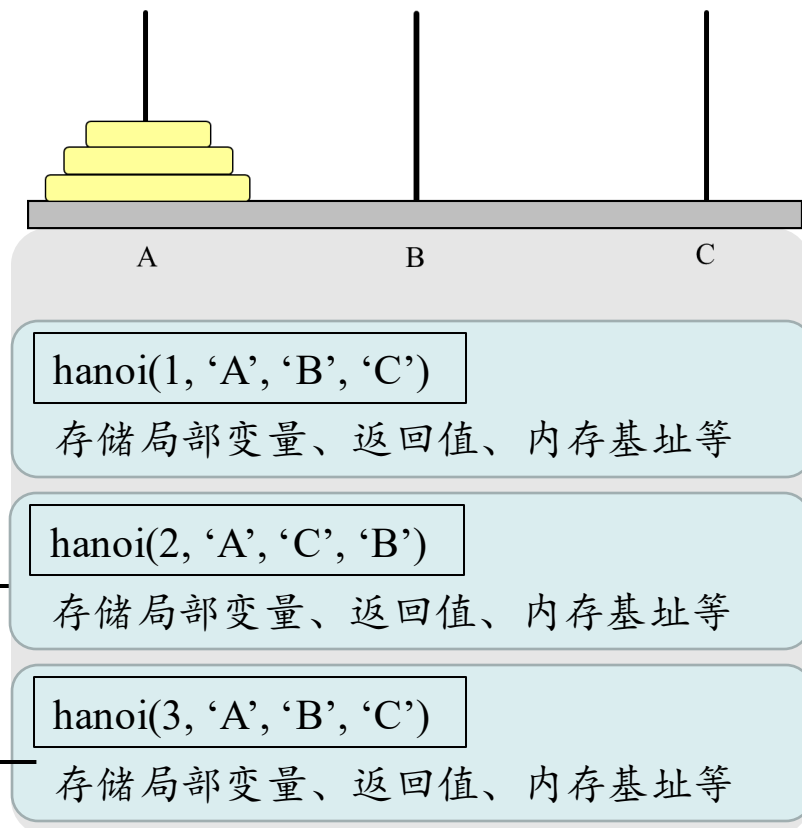 A B C
hanoi(1, ‘A’, ‘B’, ‘C’)
存储局部变量、返回值、内存基址等
hanoi(2, ‘A’, ‘C’, ‘B’)
存储局部变量、返回值、内存基址等
hanoi(3, ‘A’, ‘B’, ‘C’)
存储局部变量、返回值、内存基址等